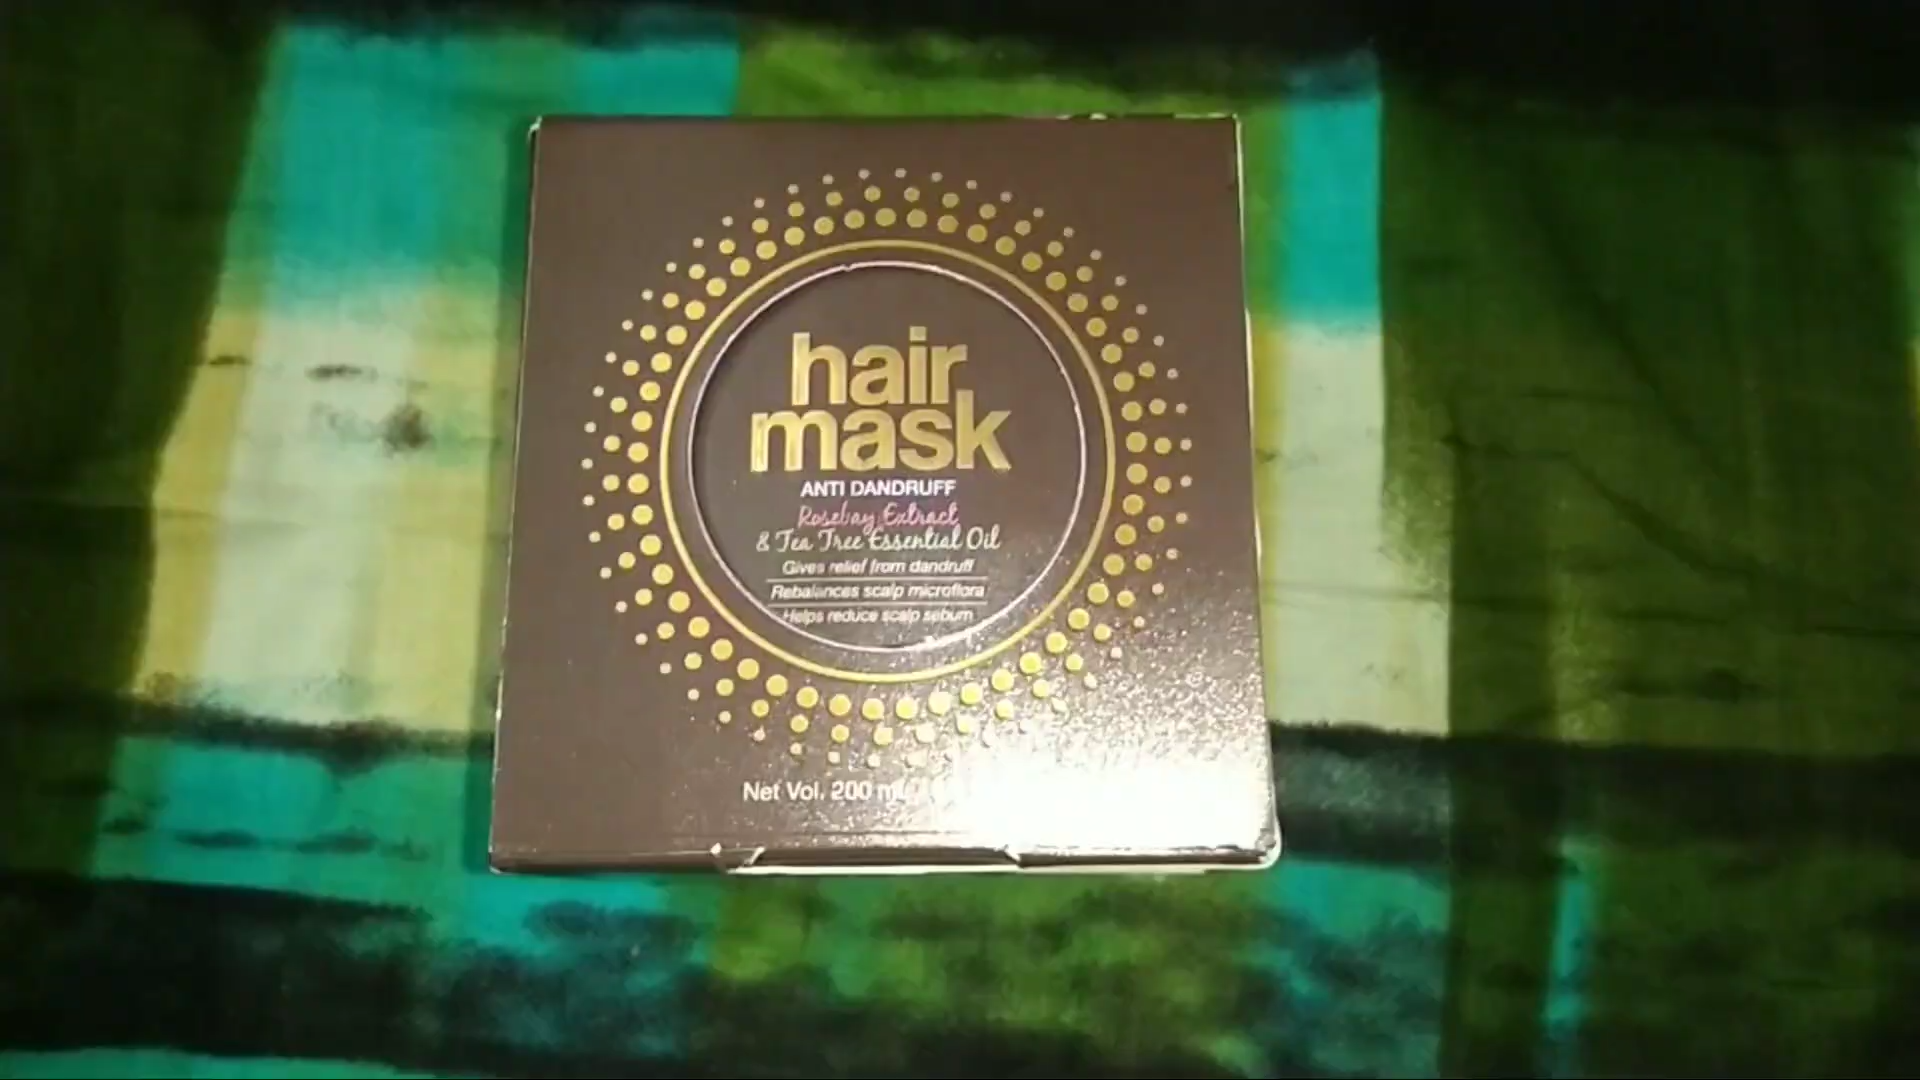 hair
mask
ANTI DANDRUFF
Rosebay Extract
& Tea Tree Essential Oil
Gives relief from dandruff
Rebalances scalp microflora
Helps reduce scalp sebum
Net Vol. 200 mL